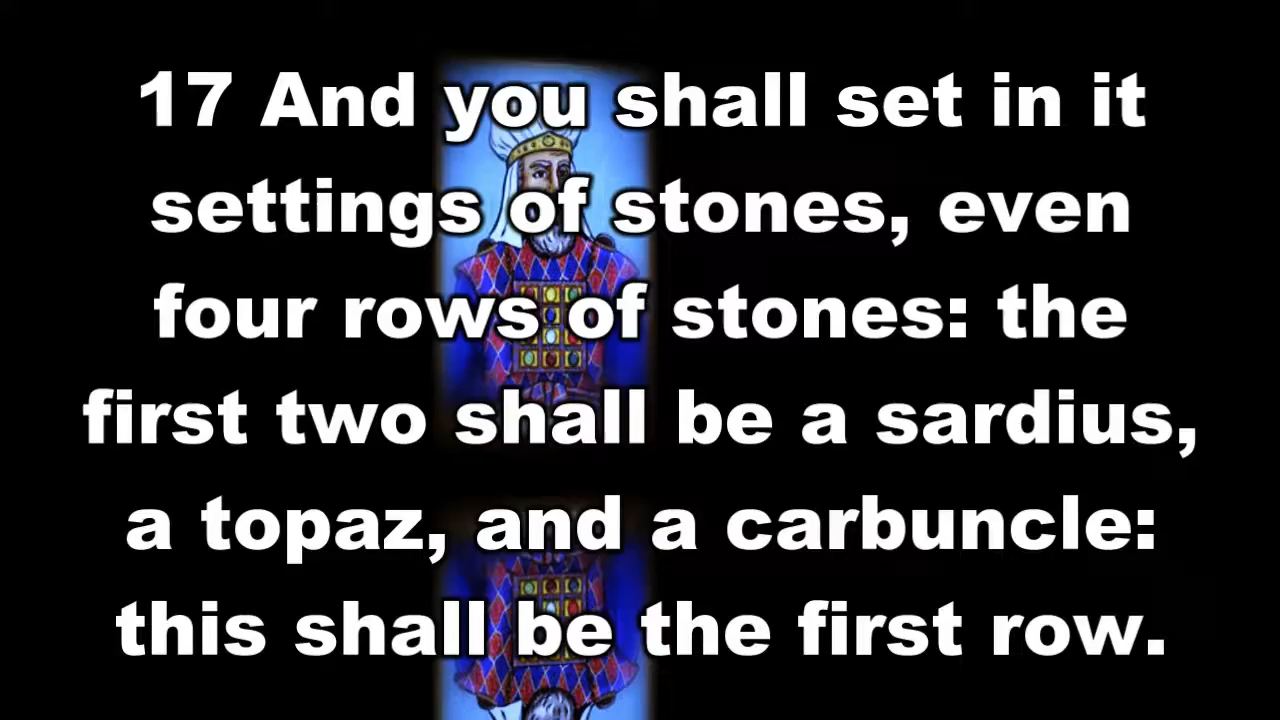 17 And you shall set in it
settings of stones, even
four rows of stones: the
first two shall be a sardius,
a topaz, and a carbuncle:
this shall be the first row.